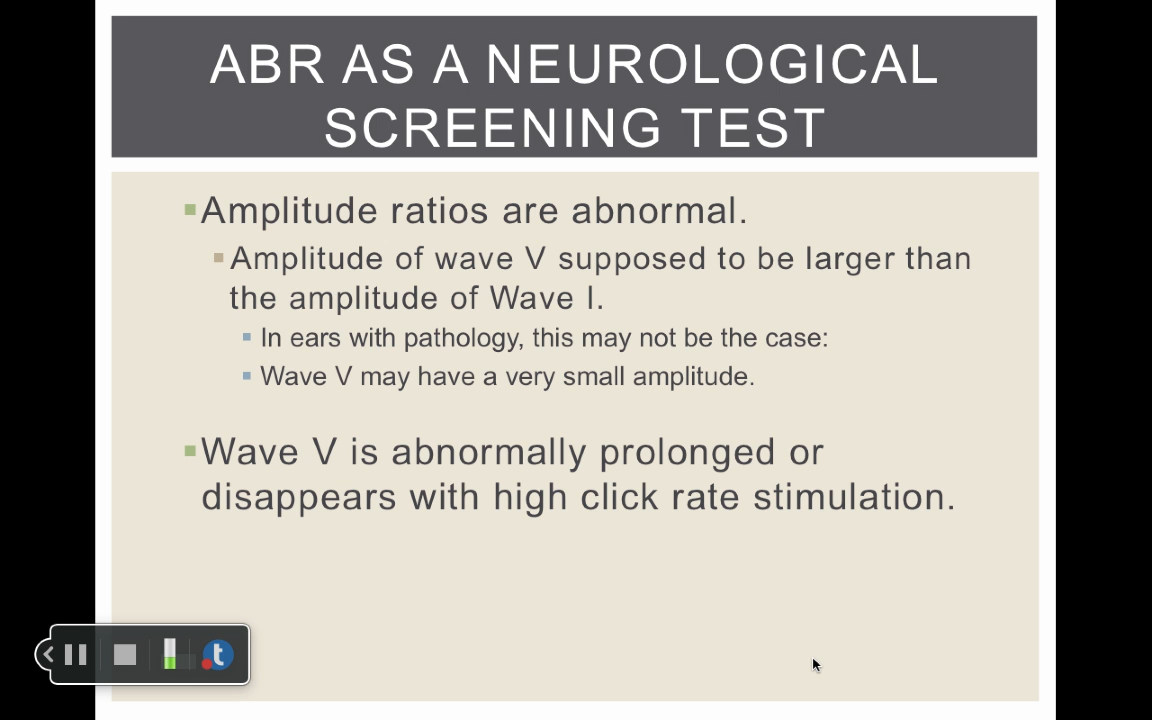 ABR AS A NEUROLOGICAL
SCREENING TEST
Amplitude ratios are abnormal.
Amplitude of wave V supposed to be larger than
the amplitude of Wave I.
In ears with pathology, this may not be the case:
Wave V may have a very small amplitude.
Wave V is abnormally prolonged or
disappears with high click rate stimulation.
t